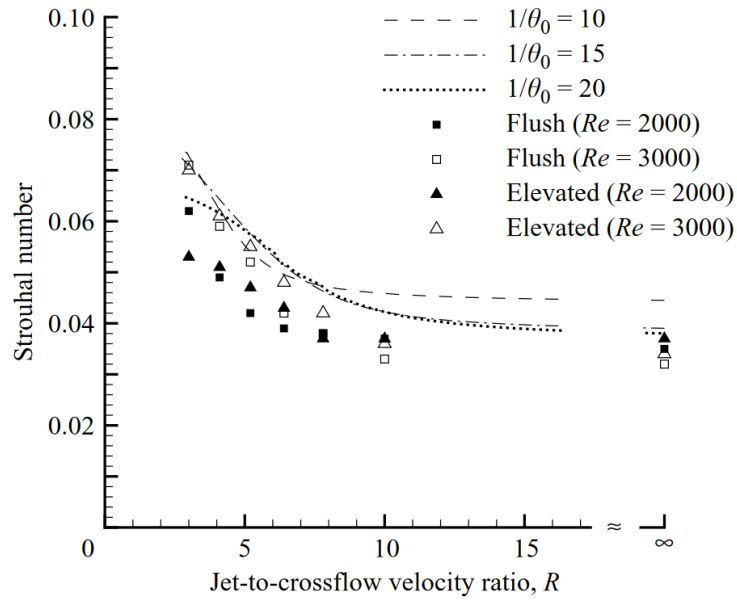 0.10
0.08
0.06
0.04
0.02
0
5
10
15
≈
∞
Strouhal number
Jet-to-crossflow velocity ratio, R
1/θ₀ = 10
1/θ₀ = 15
1/θ₀ = 20
Flush (Re = 2000)
Flush (Re = 3000)
Elevated (Re = 2000)
Elevated (Re = 3000)